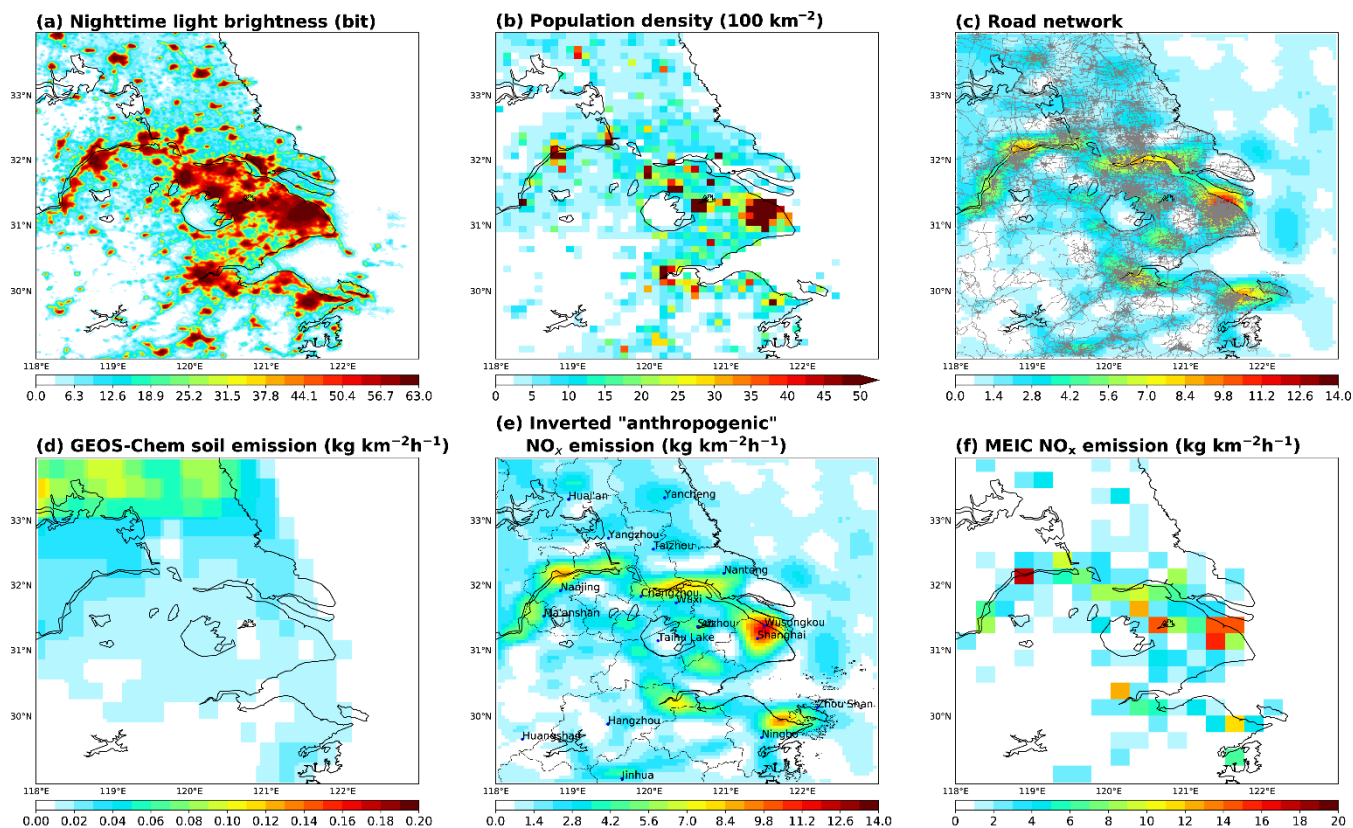 (a) Nighttime light brightness (bit)
(b) Population density (100 km⁻²)
(c) Road network
33°N
32°N
31°N
30°N
118°E 119°E 120°E 121°E 122°E
33°N
32°N
31°N
30°N
118°E 119°E 120°E 121°E 122°E
33°N
32°N
31°N
30°N
118°E 119°E 120°E 121°E 122°E
0.0 6.3 12.6 18.9 25.2 31.5 37.8 44.1 50.4 56.7 63.0
0 5 10 15 20 25 30 35 40 45 50
0.0 1.4 2.8 4.2 5.6 7.0 8.4 9.8 11.2 12.6 14.0
(d) GEOS-Chem soil emission (kg km⁻²h⁻¹)
(e) Inverted "anthropogenic"
NOₓ emission (kg km⁻²h⁻¹)
(f) MEIC NOₓ emission (kg km⁻²h⁻¹)
33°N
32°N
31°N
30°N
118°E 119°E 120°E 121°E 122°E
33°N
32°N
31°N
30°N
Huai'an
Yancheng
Yangzhou
Taizhou
Nantong
Nanjing
Changzhou
Wuxi
Ma'anshan
Wusongkou
Suzhou
Shanghai
Taihu Lake
Zhou Shan
Hangzhou
Huangshan
Ningbo
Jinhua
118°E 119°E 120°E 121°E 122°E
33°N
32°N
31°N
30°N
118°E 119°E 120°E 121°E 122°E
0.00 0.02 0.04 0.06 0.08 0.10 0.12 0.14 0.16 0.18 0.20
0.0 1.4 2.8 4.2 5.6 7.0 8.4 9.8 11.2 12.6 14.0
0 2 4 6 8 10 12 14 16 18 20